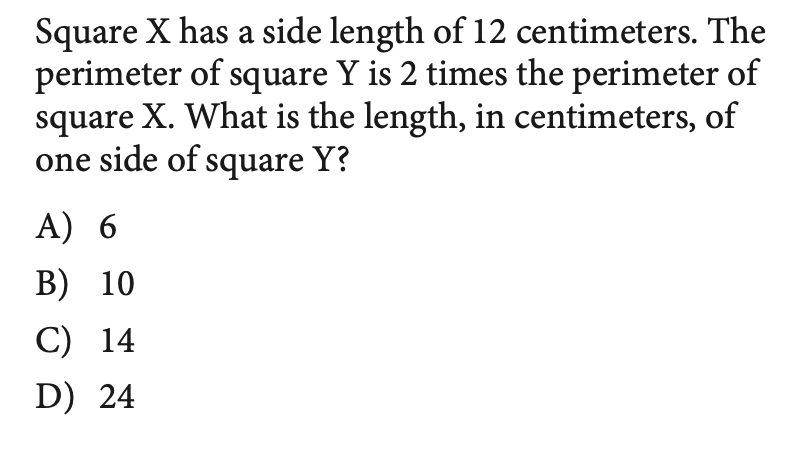 Square X has a side length of 12 centimeters. The
perimeter of square Y is 2 times the perimeter of
square X. What is the length, in centimeters, of
one side of square Y?
A) 6
B) 10
C) 14
D) 24